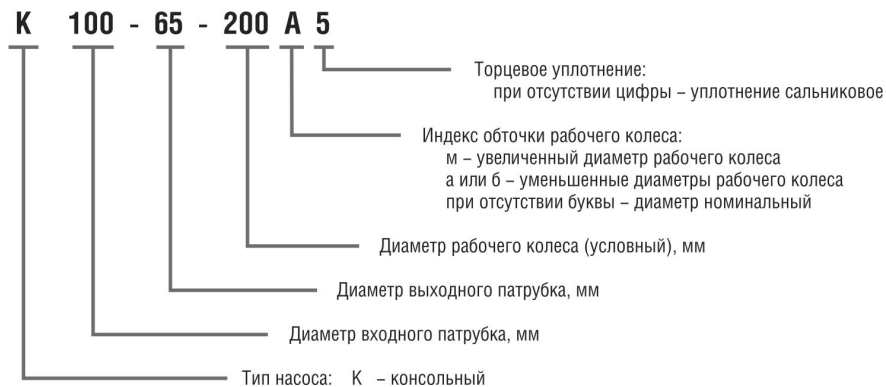 К 100 - 65 - 200 А 5
Торцевое уплотнение:
при отсутствии цифры – уплотнение сальниковое
Индекс обточки рабочего колеса:
м – увеличенный диаметр рабочего колеса
а или б – уменьшенные диаметры рабочего колеса
при отсутствии буквы – диаметр номинальный
Диаметр рабочего колеса (условный), мм
Диаметр выходного патрубка, мм
Диаметр входного патрубка, мм
Тип насоса: К – консольный